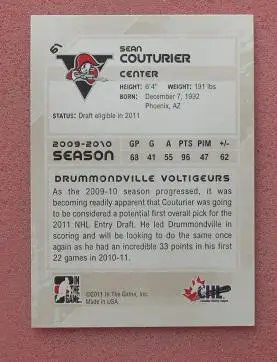 6
SEAN
COUTURIER
CENTER
HEIGHT: 6'4" WEIGHT: 191 lbs
BORN: December 7, 1992
Phoenix, AZ
STATUS: Draft eligible in 2011
2009-2010 GP G A PTS PIM +/-
SEASON 68 41 55 96 47 62
DRUMMONDVILLE VOLTIGEURS
As the 2009-10 season progressed, it was
becoming readily apparent that Couturier was going
to be considered a potential first overall pick for the
2011 NHL Entry Draft. He led Drummondville in
scoring and will be looking to do the same once
again as he had an incredible 33 points in his first
22 games in 2010-11.
IN
THE
GAME
©2011 In The Game, Inc.
Made in USA.
CHL